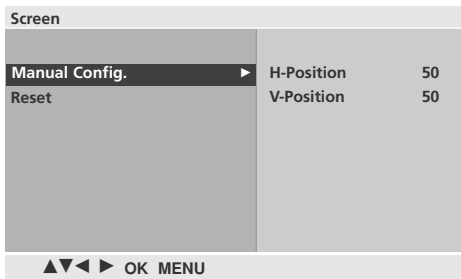 Screen
Manual Config. ► H-Position 50
Reset V-Position 50
▲▼◄ ► OK MENU